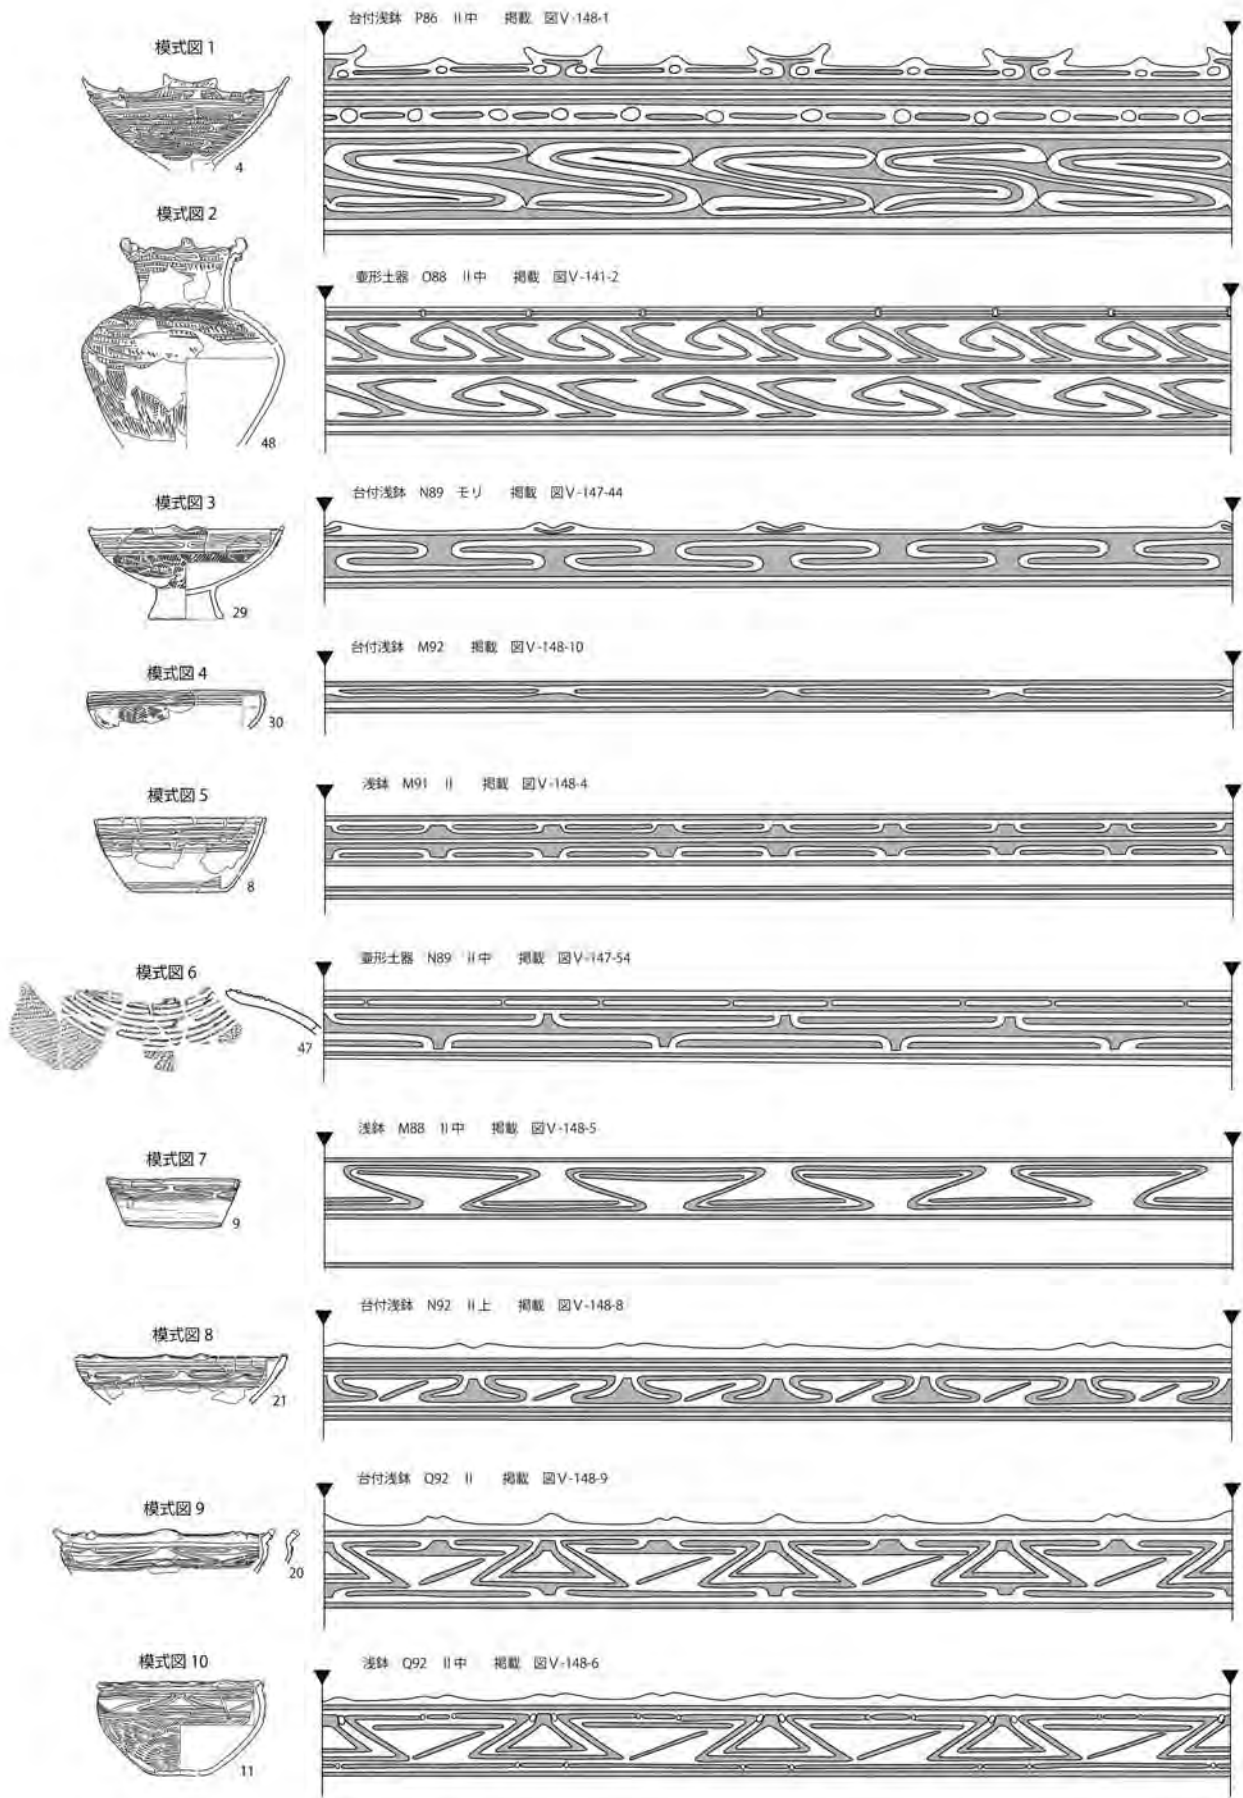 台付浅鉢 P86 II中 掲載 図V-148-1
模式図1
4
模式図2
壷形土器 O88 II中 掲載 図V-141-2
48
台付浅鉢 N89 モリ 掲載 図V-147-44
模式図3
29
台付浅鉢 M92 掲載 図V-148-10
模式図4
30
浅鉢 M91 II 掲載 図V-148-4
模式図5
8
壷形土器 N89 II中 掲載 図V-147-54
模式図6
47
浅鉢 M88 II中 掲載 図V-148-5
模式図7
9
台付浅鉢 N92 II上 掲載 図V-148-8
模式図8
21
台付浅鉢 Q92 II 掲載 図V-148-9
模式図9
20
模式図10
浅鉢 Q92 II中 掲載 図V-148-6
11